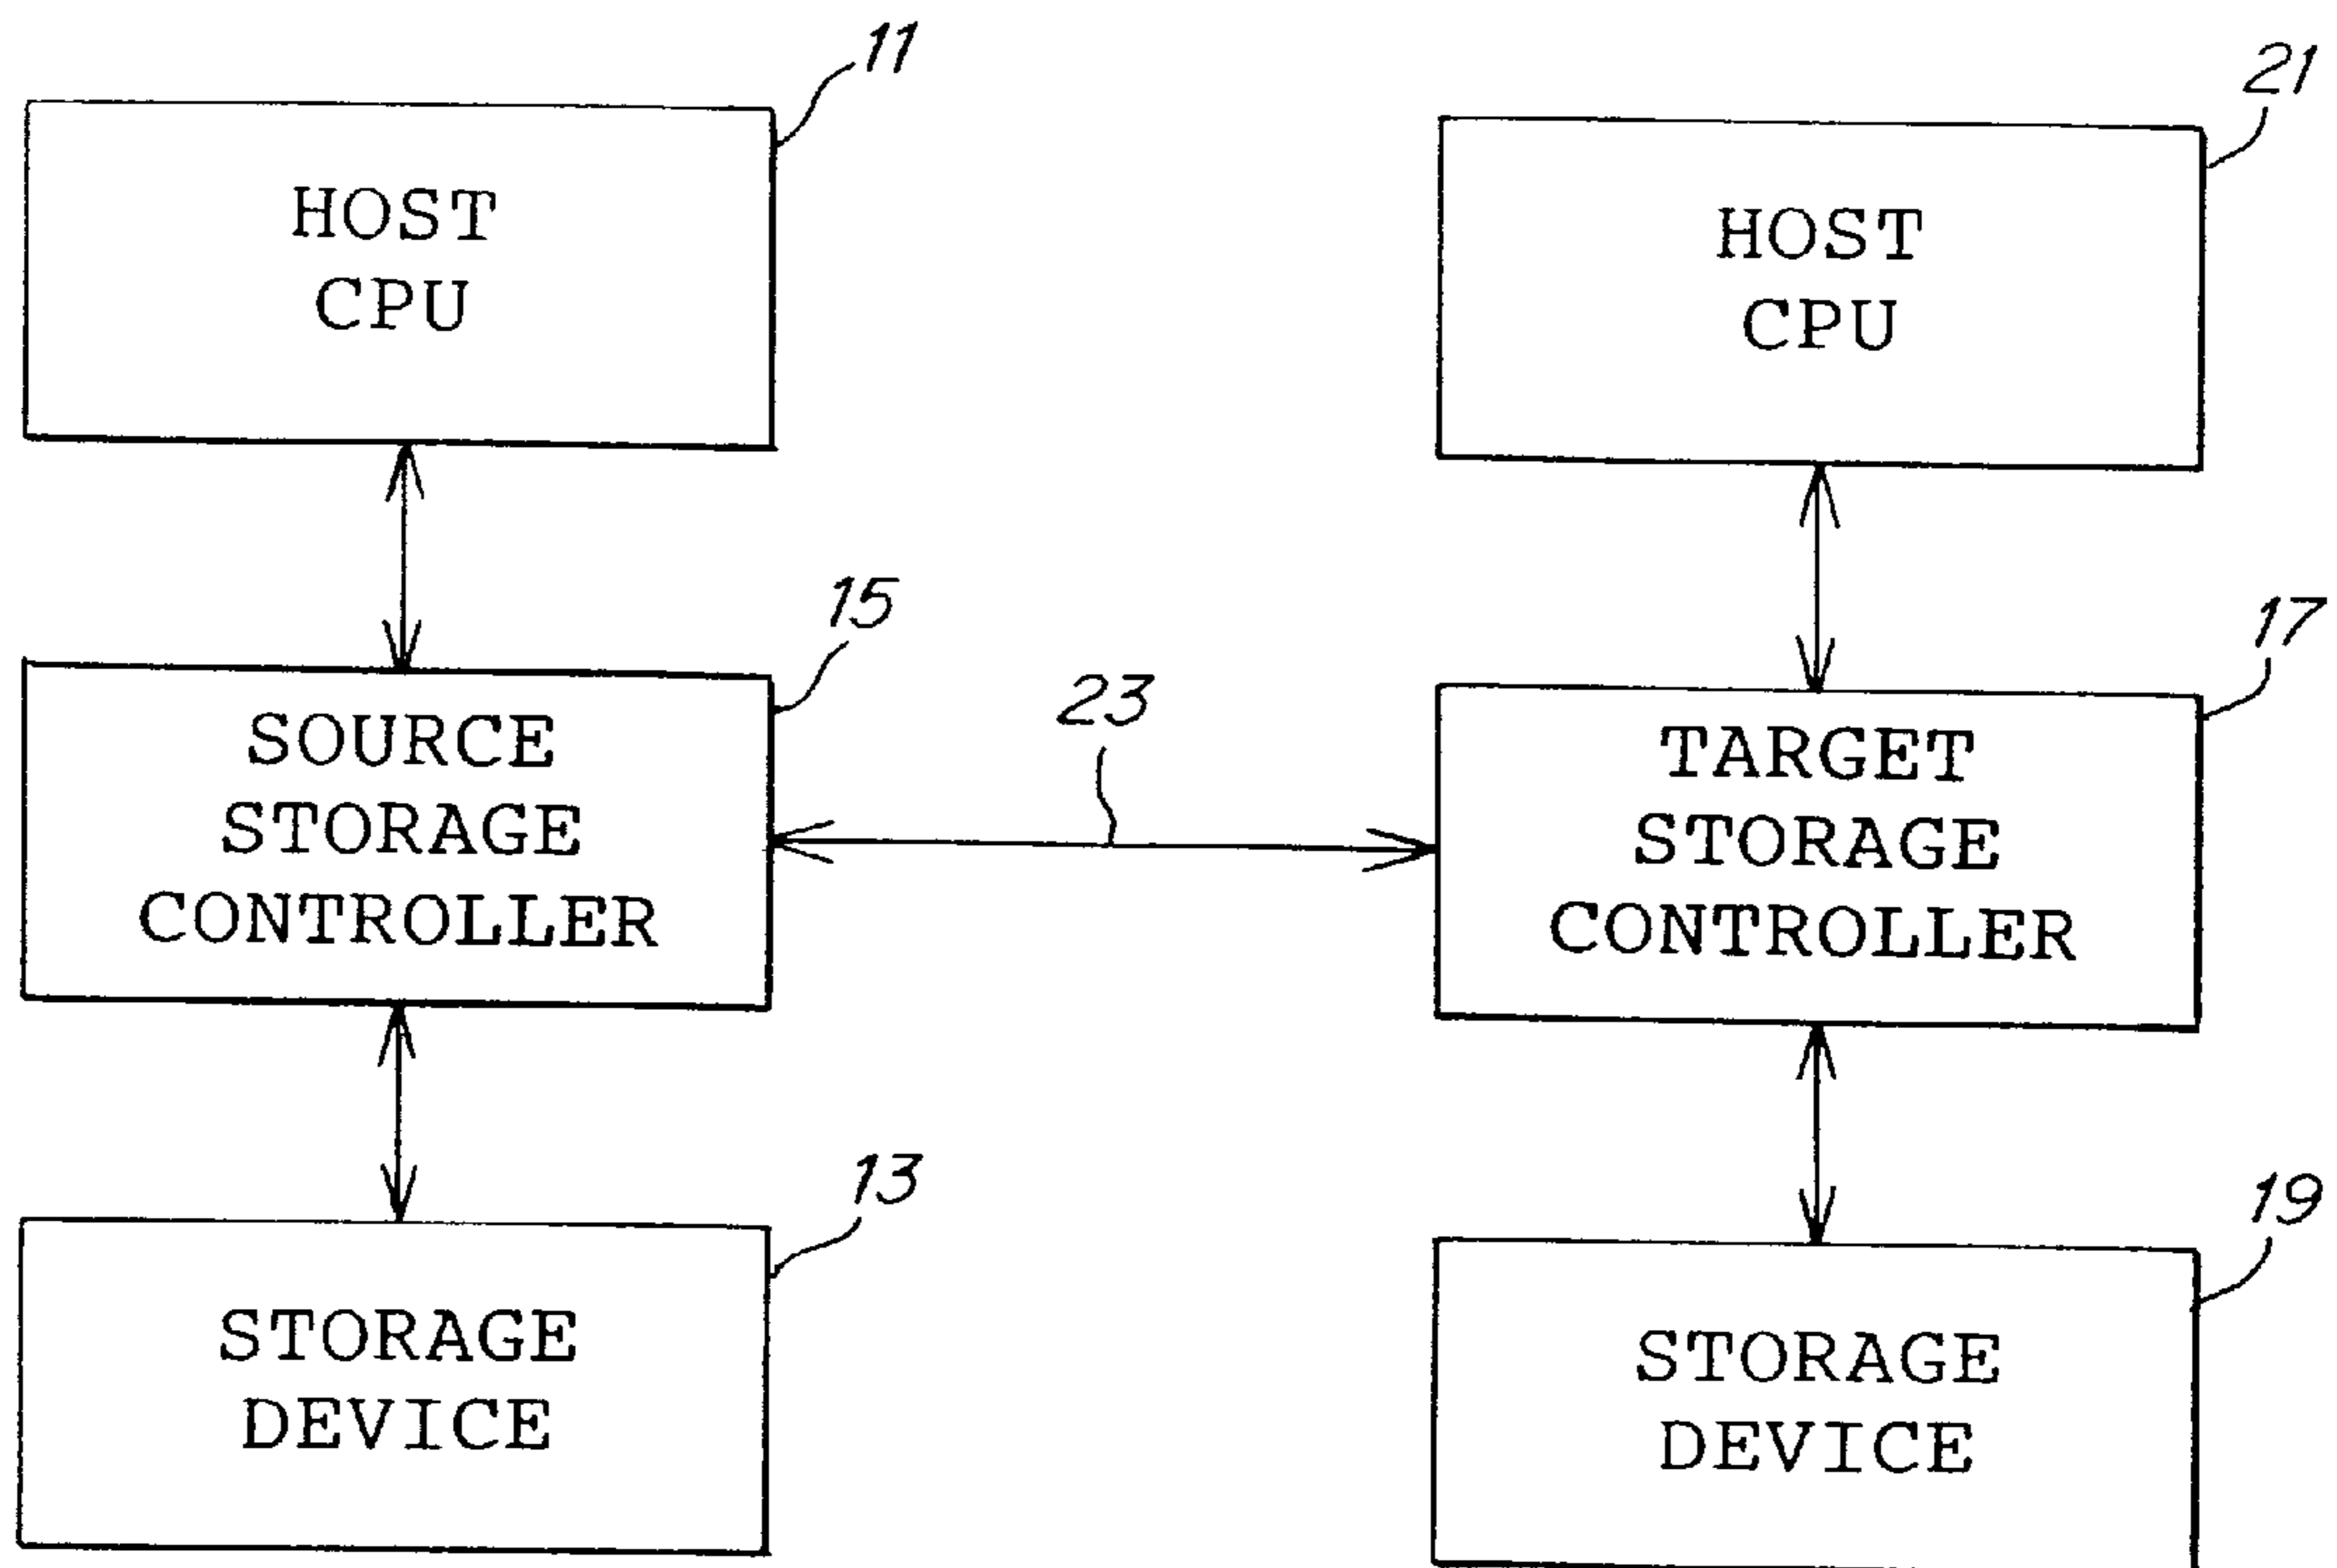 11
HOST
CPU
21
HOST
CPU
15
SOURCE
STORAGE
CONTROLLER
23
17
TARGET
STORAGE
CONTROLLER
13
STORAGE
DEVICE
19
STORAGE
DEVICE